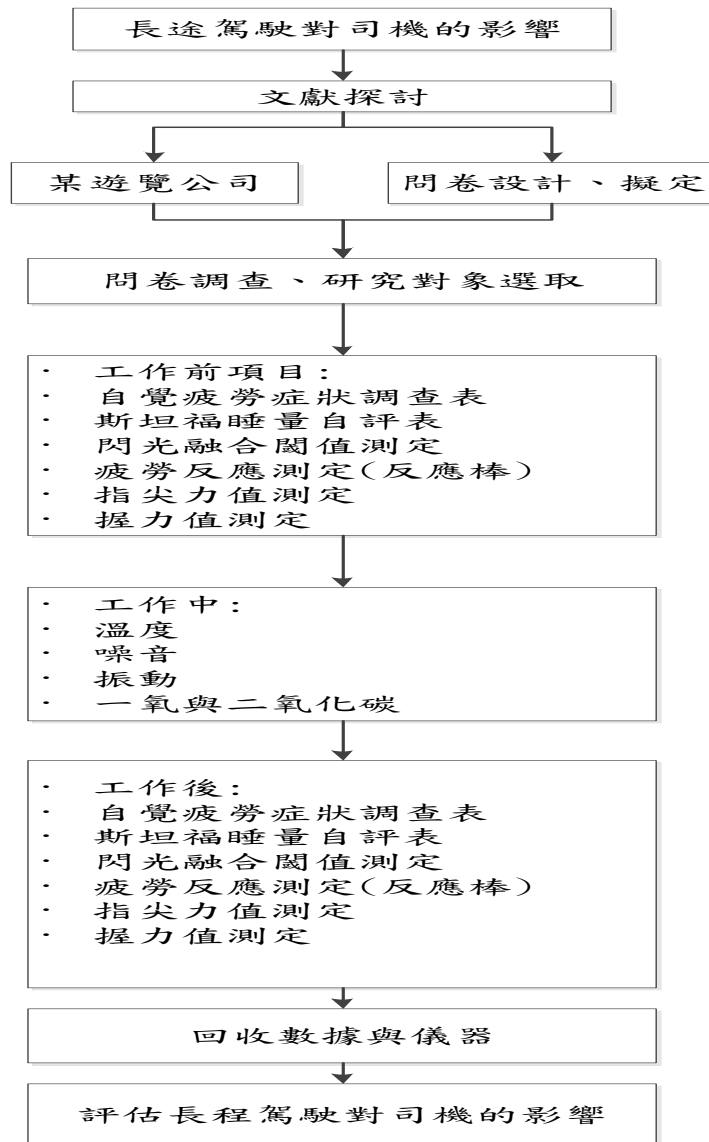 長途駕駛對司機的影響
文獻探討
某遊覽公司
問卷設計、擬定
問卷調查、研究對象選取
· 工作前項目:
· 自覺疲勞症狀調查表
· 斯坦福睡量自評表
· 閃光融合閾值測定
· 疲勞反應測定(反應棒)
· 指尖力值測定
· 握力值測定
· 工作中:
· 溫度
· 噪音
· 振動
· 一氧與二氧化碳
· 工作後:
· 自覺疲勞症狀調查表
· 斯坦福睡量自評表
· 閃光融合閾值測定
· 疲勞反應測定(反應棒)
· 指尖力值測定
· 握力值測定
回收數據與儀器
評估長程駕駛對司機的影響